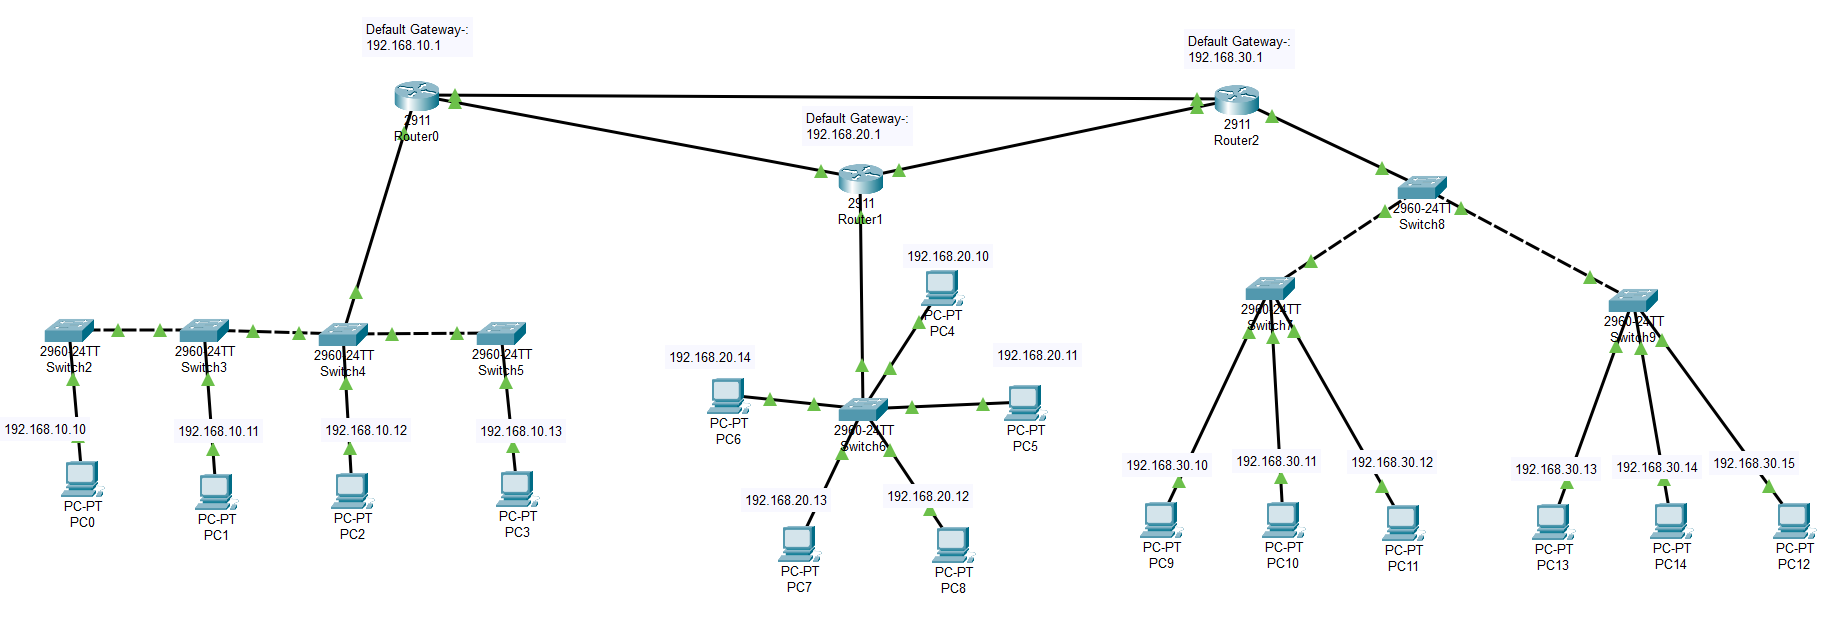 Default Gateway-:
192.168.10.1
Default Gateway-:
192.168.30.1
2911
Router0
Default Gateway-:
192.168.20.1
2911
Router2
2911
Router1
2960-24TT
Switch8
192.168.20.10
PC-PT
PC4
2960-24TT
Switch7
2960-24TT
Switch9
2960-24TT
Switch2
2960-24TT
Switch3
2960-24TT
Switch4
2960-24TT
Switch5
192.168.20.14
192.168.20.11
PC-PT
PC6
2960-24TT
Switch6
PC-PT
PC5
192.168.10.10
192.168.10.11
192.168.10.12
192.168.10.13
192.168.30.10
192.168.30.11
192.168.30.12
192.168.30.13
192.168.30.14
192.168.30.15
192.168.20.13
192.168.20.12
PC-PT
PC0
PC-PT
PC1
PC-PT
PC2
PC-PT
PC3
PC-PT
PC7
PC-PT
PC8
PC-PT
PC9
PC-PT
PC10
PC-PT
PC11
PC-PT
PC13
PC-PT
PC14
PC-PT
PC12